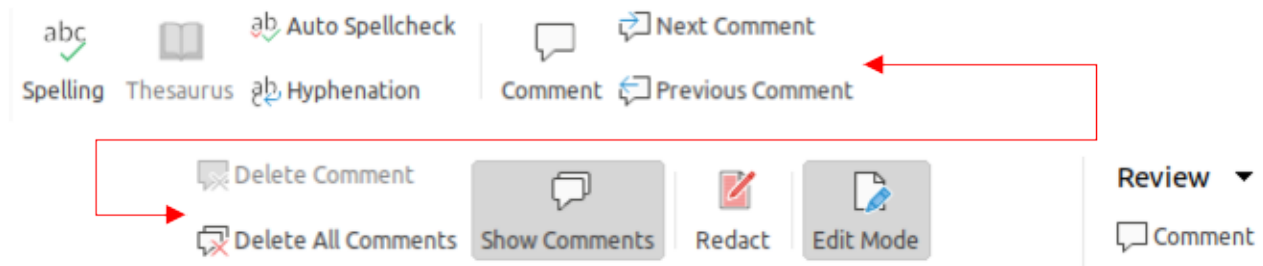 abc
Spelling
Thesaurus
ab Auto Spellcheck
ab
c Hyphenation
Comment
Next Comment
Previous Comment
Delete Comment
Delete All Comments
Show Comments
Redact
Edit Mode
Review
Comment